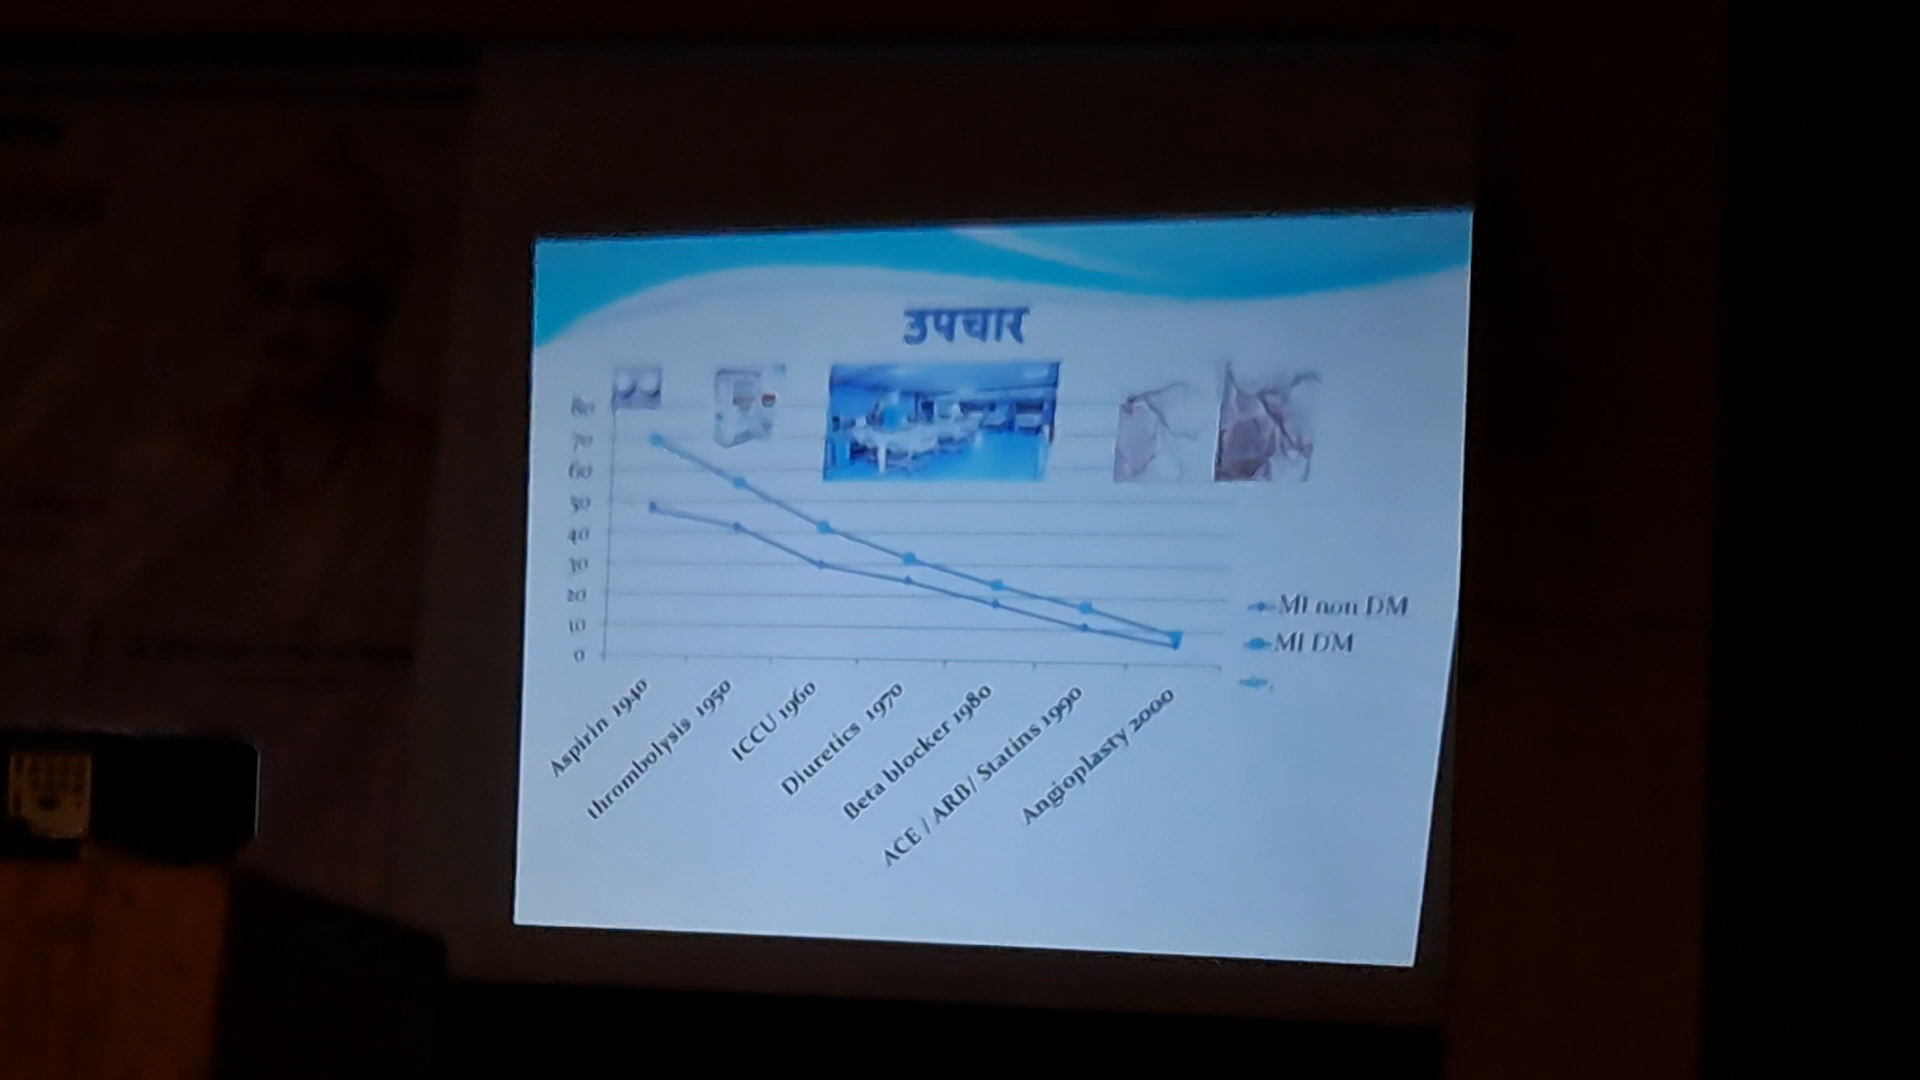 उपचार
80
70
60
50
40
30
20
10
0
Aspirin 1940
thrombolysis 1950
ICCU 1960
Diuretics 1970
Beta blocker 1980
ACE / ARB/ Statins 1990
Angioplasty 2000
MI non DM
MI DM